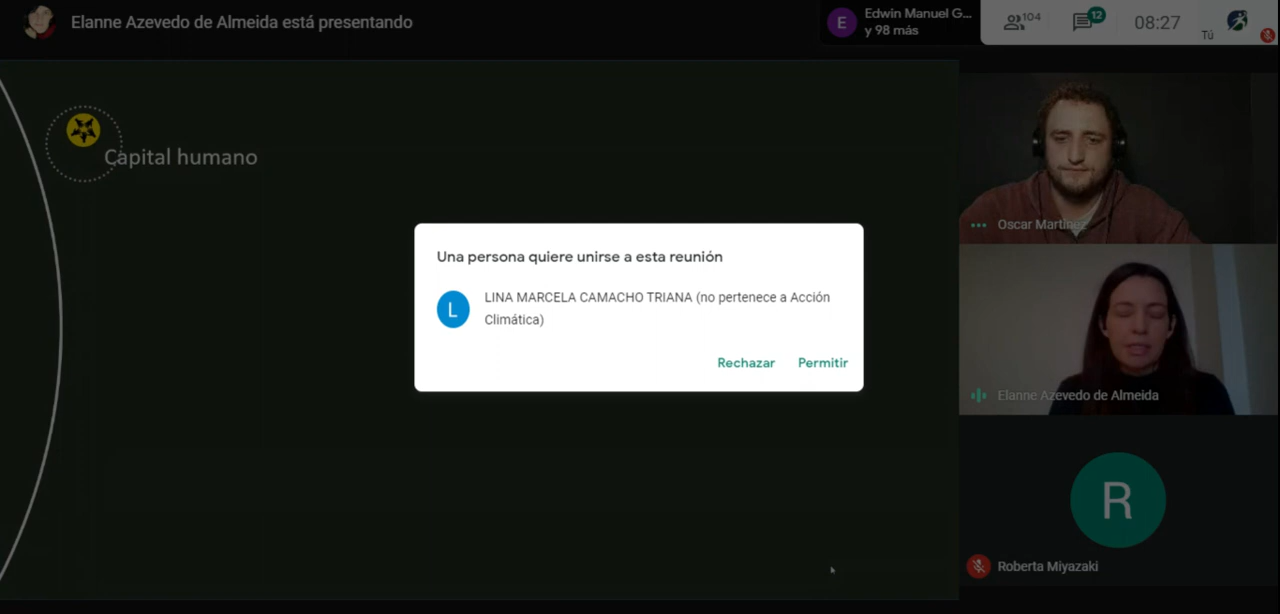 Elanne Azevedo de Almeida está presentando
E
Edwin Manuel G...
y 98 más
104
12
08:27
Tú
Capital humano
Una persona quiere unirse a esta reunión
L
LINA MARCELA CAMACHO TRIANA (no pertenece a Acción
Climática)
Rechazar
Permitir
Oscar Martinez
Elanne Azevedo de Almeida
R
Roberta Miyazaki